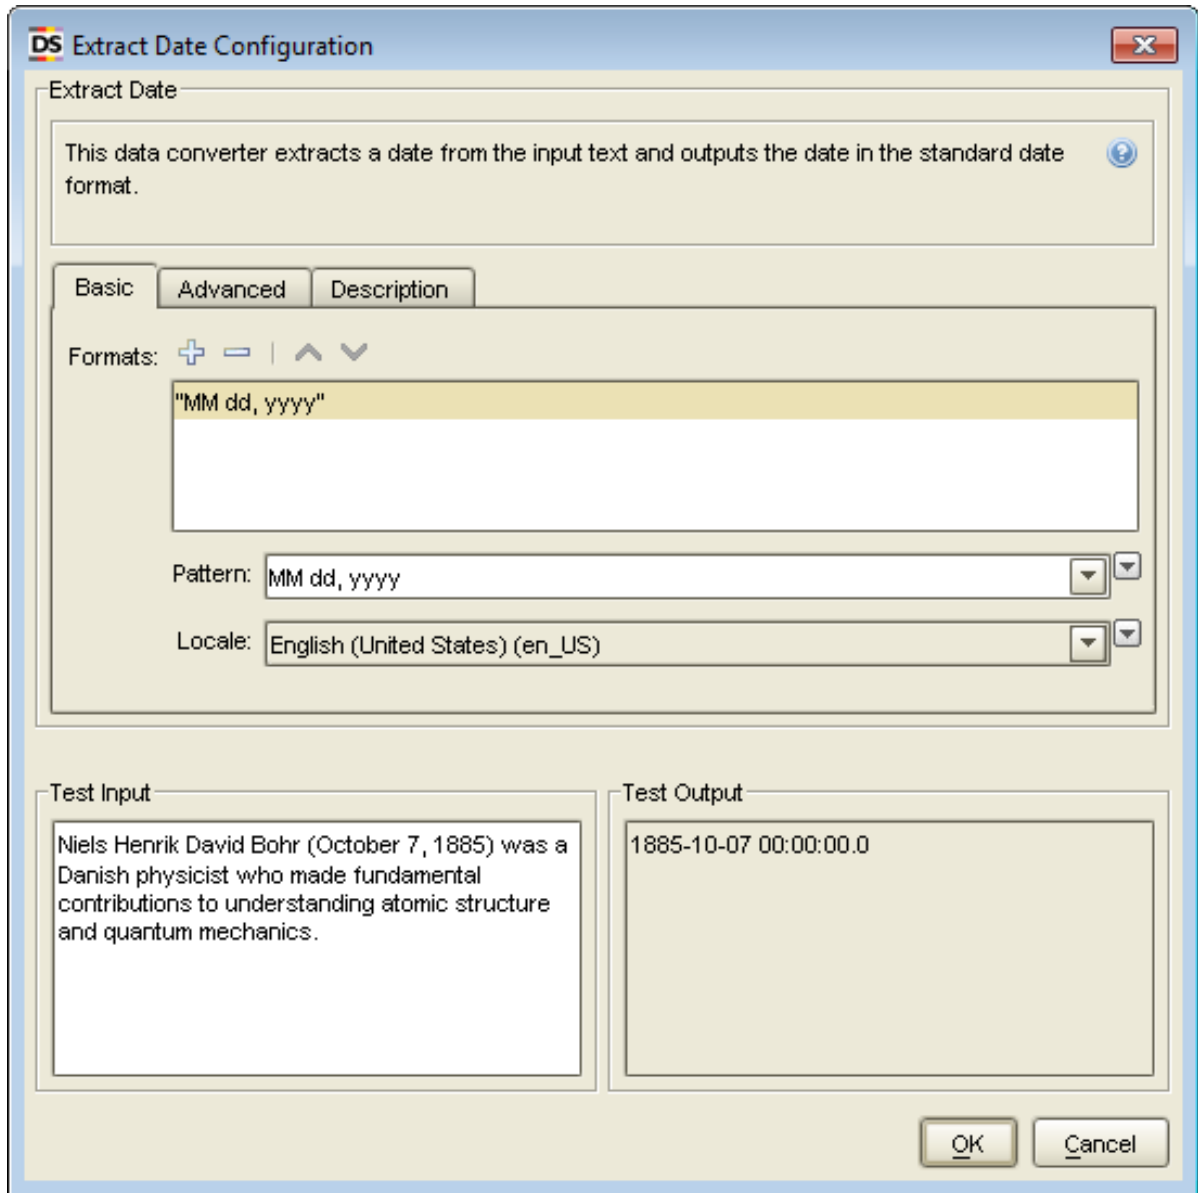 DS Extract Date Configuration
Extract Date
This data converter extracts a date from the input text and outputs the date in the standard date
format.
Basic Advanced Description
Formats:
"MM dd, yyyy"
Pattern: MM dd, yyyy
Locale: English (United States) (en_US)
Test Input Test Output
Niels Henrik David Bohr (October 7, 1885) was a
Danish physicist who made fundamental
contributions to understanding atomic structure
and quantum mechanics.
1885-10-07 00:00:00.0
OK Cancel